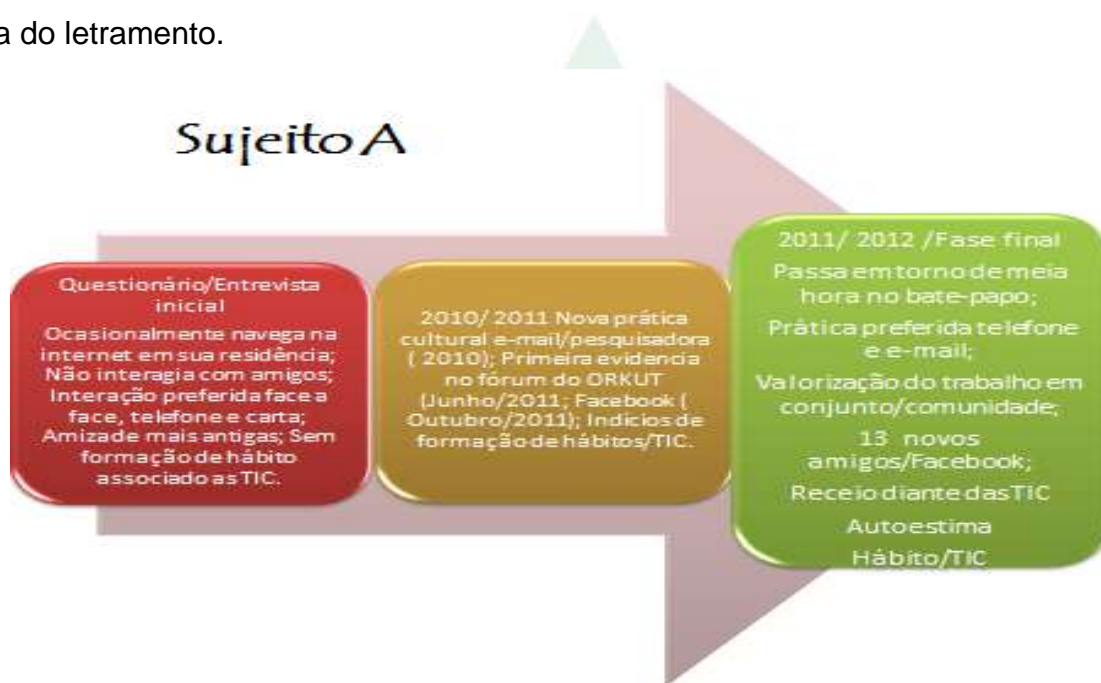 a do letramento.
Sujeito A
Questionário/Entrevista
inicial
Ocasionalmente navega na
internet em sua residência;
Não interagia com amigos;
Interação preferida face a
face, telefone e carta;
Amizade mais antigas; Sem
formação de hábito
associado as TIC.
2010/ 2011 Nova prática
cultural e-mail/pesquisadora
( 2010); Primeira evidencia
no fórum do ORKUT
(Junho/2011; Facebook (
Outubro/2011); Indícios de
formação de hábitos/TIC.
2011/ 2012 /Fase final
Passa em torno de meia
hora no bate-papo;
Prática preferida telefone
e e-mail;
Valorização do trabalho em
conjunto/comunidade;
13 novos
amigos/Facebook;
Receio diante das TIC
Autoestima
Hábito/TIC